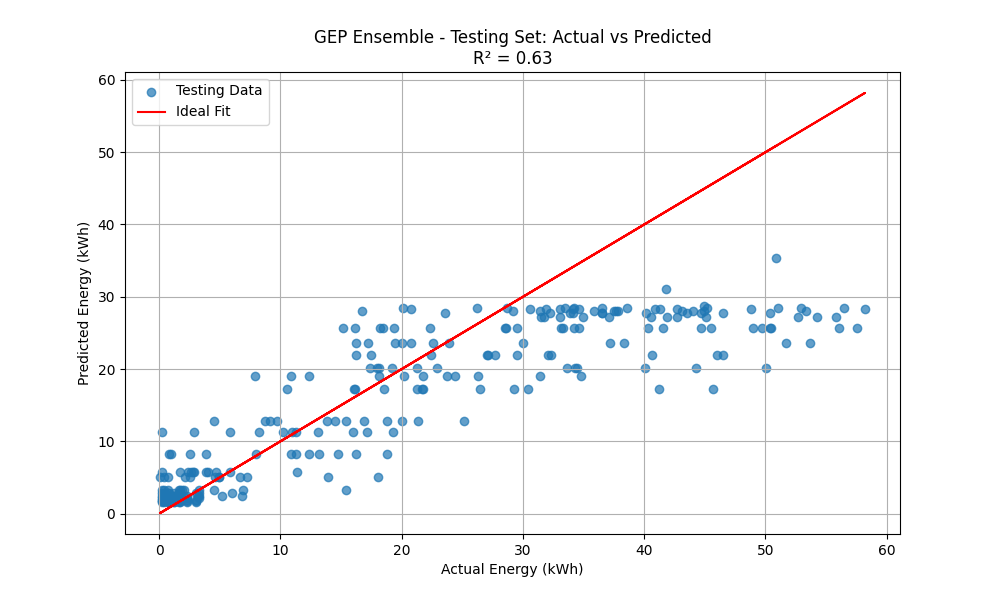 GEP Ensemble - Testing Set: Actual vs Predicted
R² = 0.63
Testing Data
Ideal Fit
Predicted Energy (kWh)
60
50
40
30
20
10
0
0 10 20 30 40 50 60
Actual Energy (kWh)